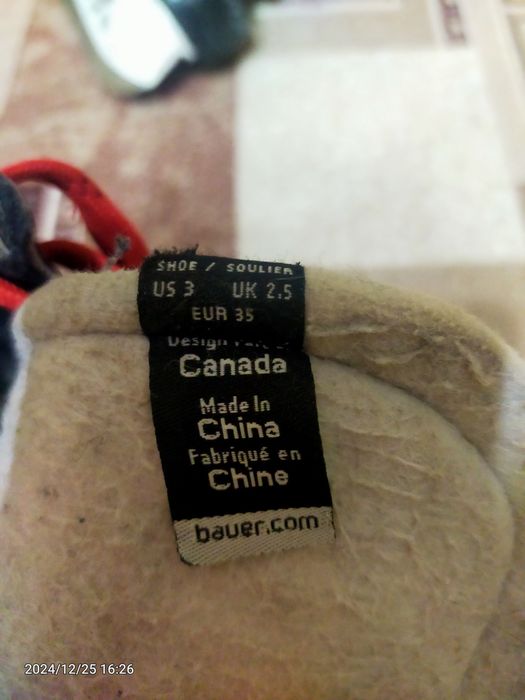 SHOE / SOULIER
US 3 UK 2.5
EUR 35
Design
Canada
Made In
China
Fabriqué en
Chine
bauer.com
2024/12/25 16:26